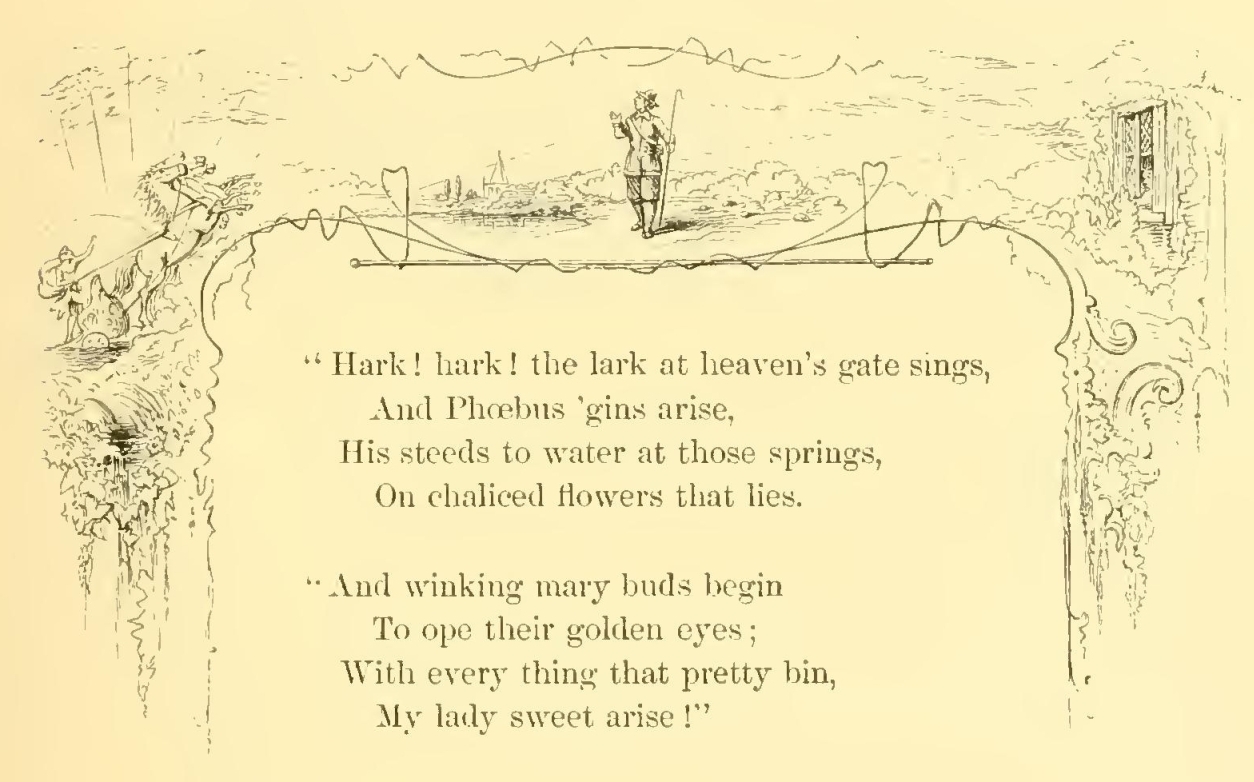 “ Hark! hark! the lark at heaven's gate sings,
And Phœbus 'gins arise,
His steeds to water at those springs,
On chaliced flowers that lies.
“ And winking mary buds begin
To ope their golden eyes;
With every thing that pretty bin,
My lady sweet arise!”